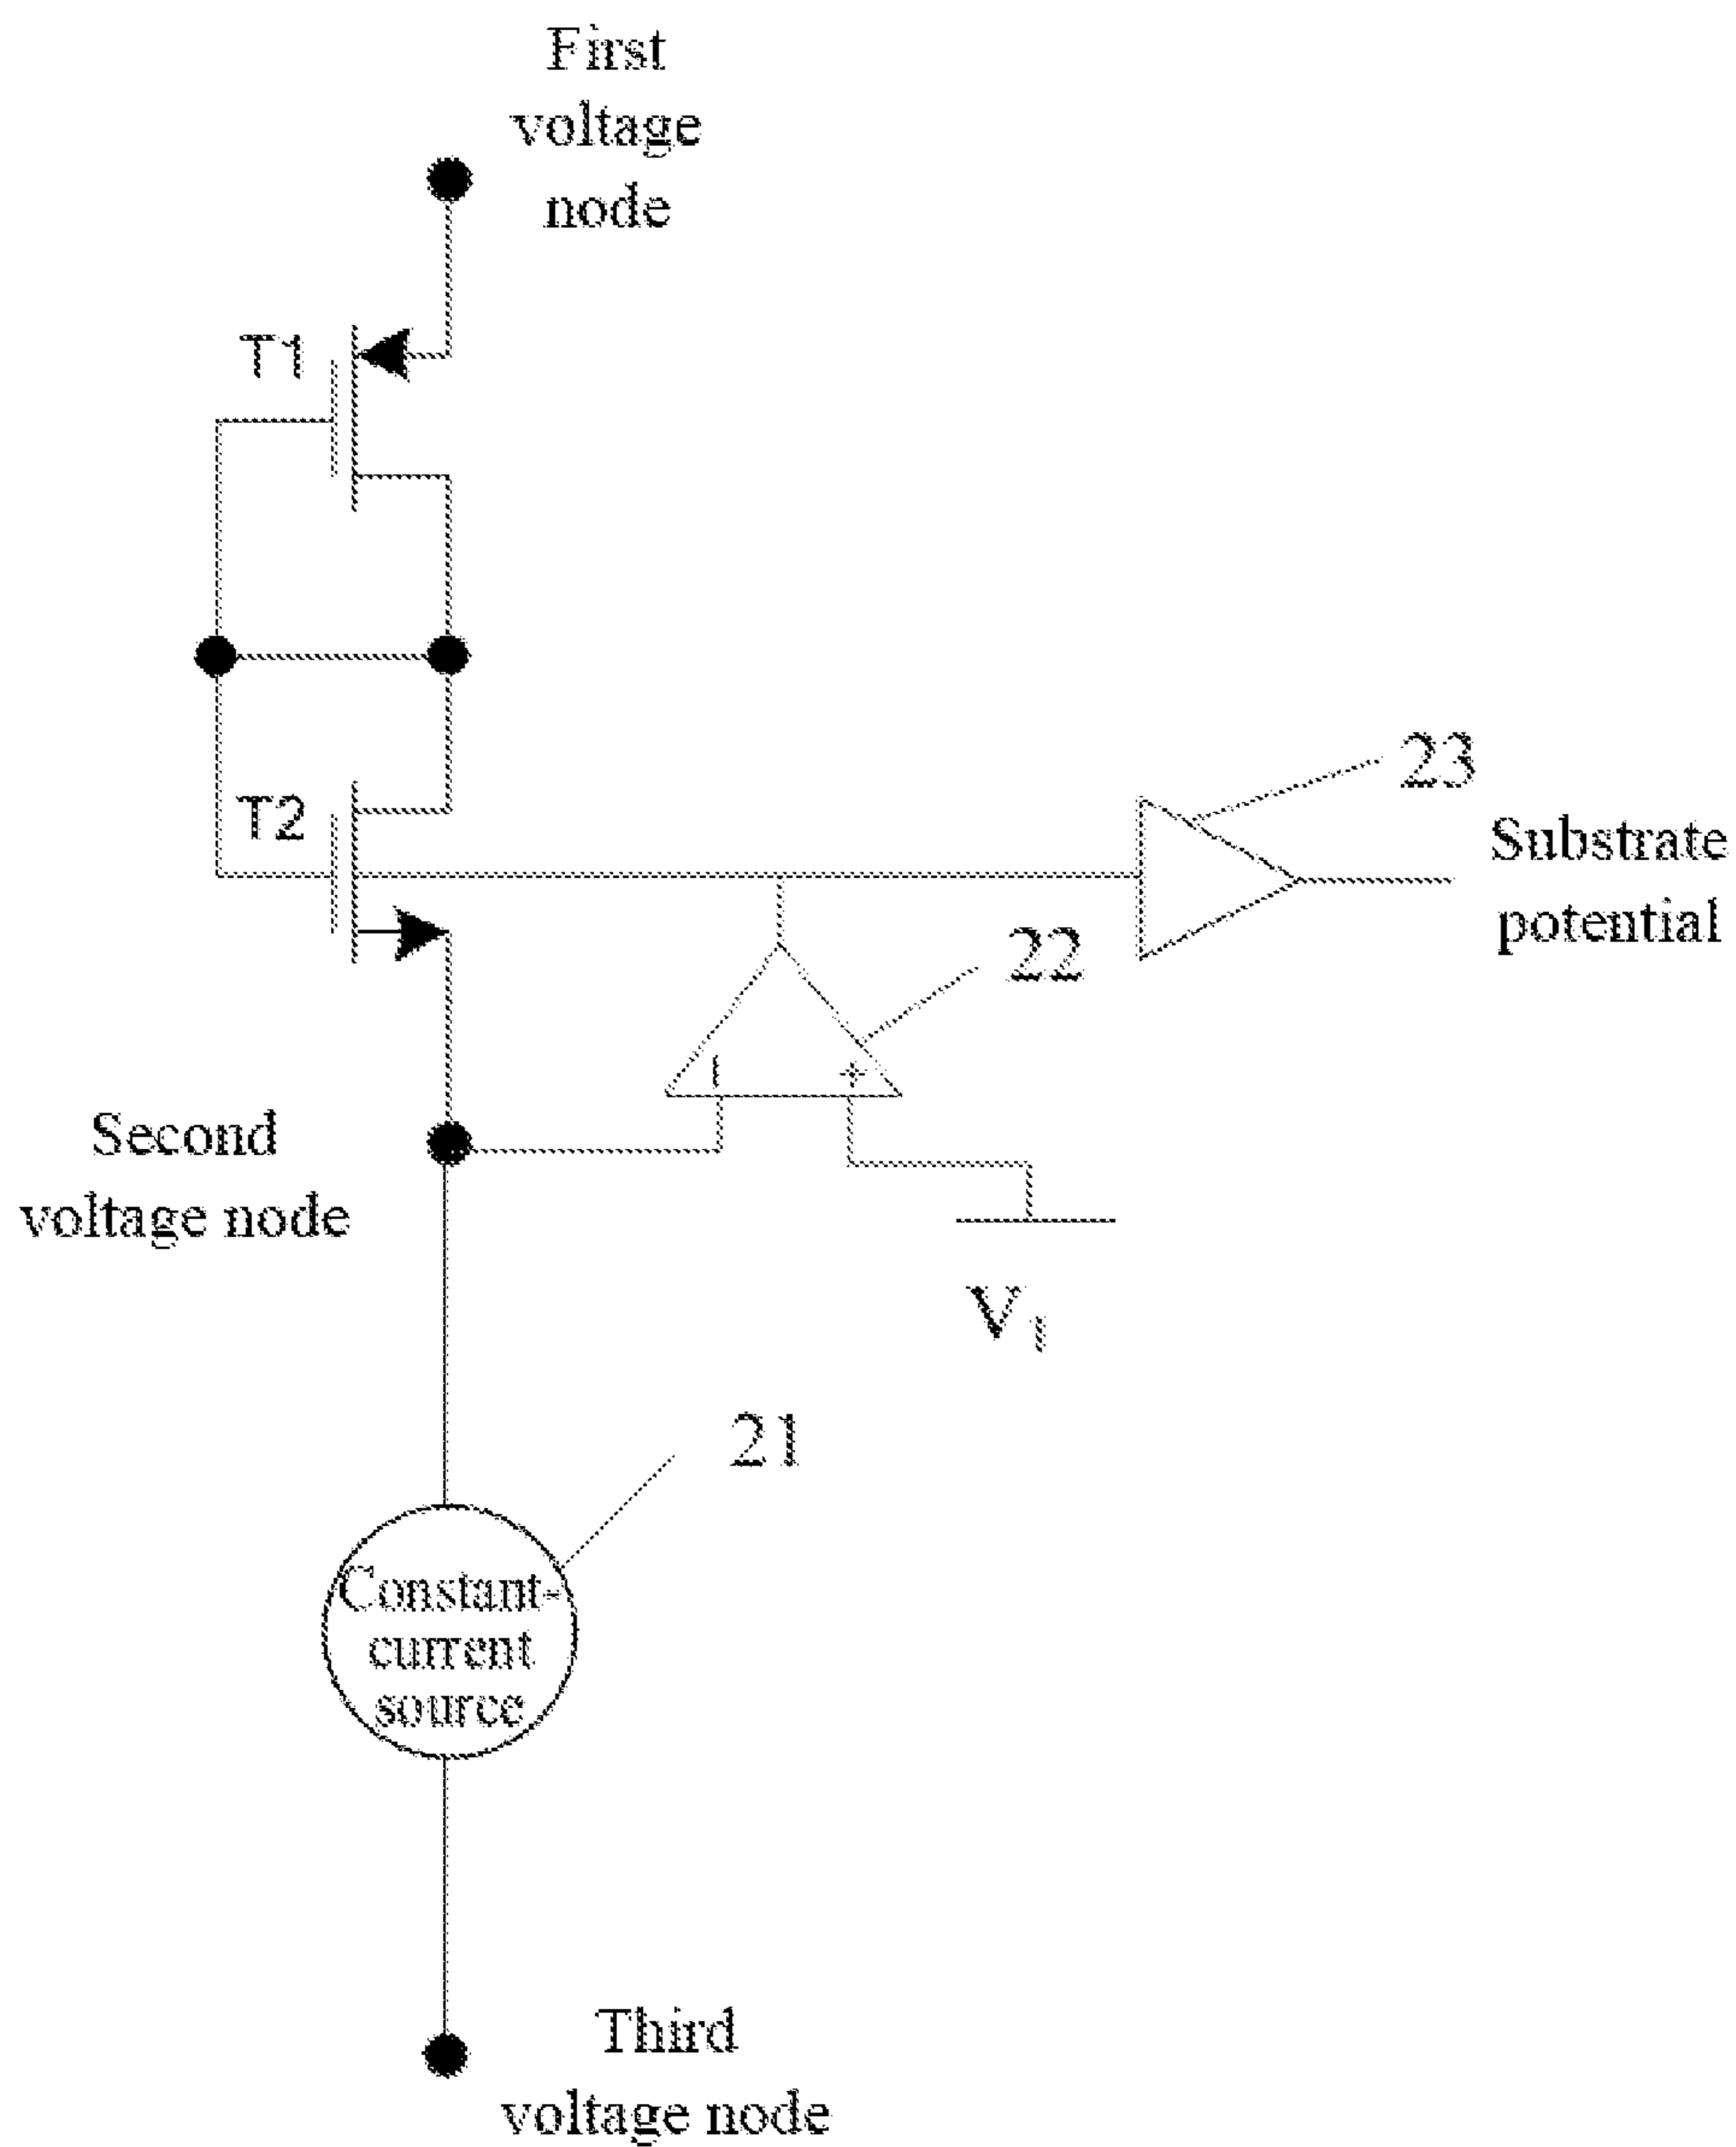 First
voltage
node
T1
T2
23
Substrate
potential
22
− +
Second
voltage node
V1
21
Constant-
current
source
Third
voltage node